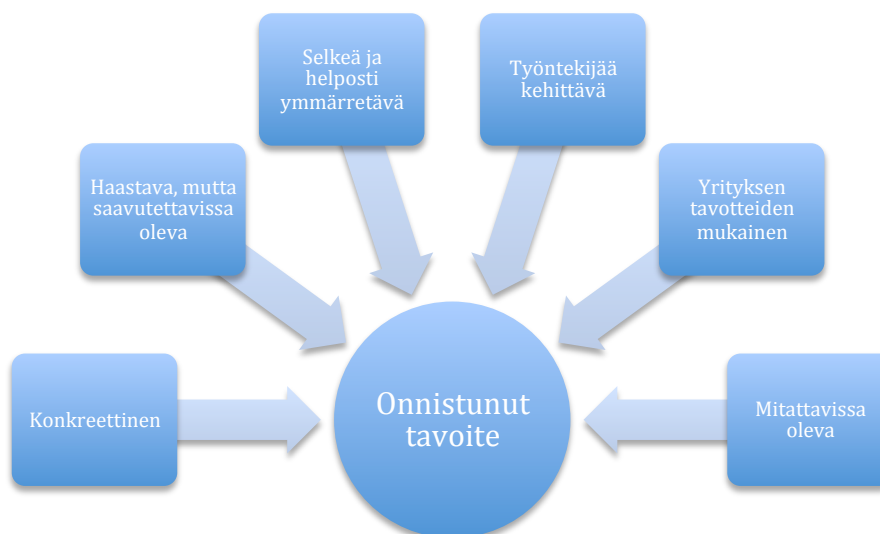 Selkeä ja
helposti
ymmärretävä
Työntekijää
kehittävä
Haastava, mutta
saavutettavissa
oleva
Yrityksen
tavotteiden
mukainen
Konkreettinen
Onnistunut
tavoite
Mitattavissa
oleva